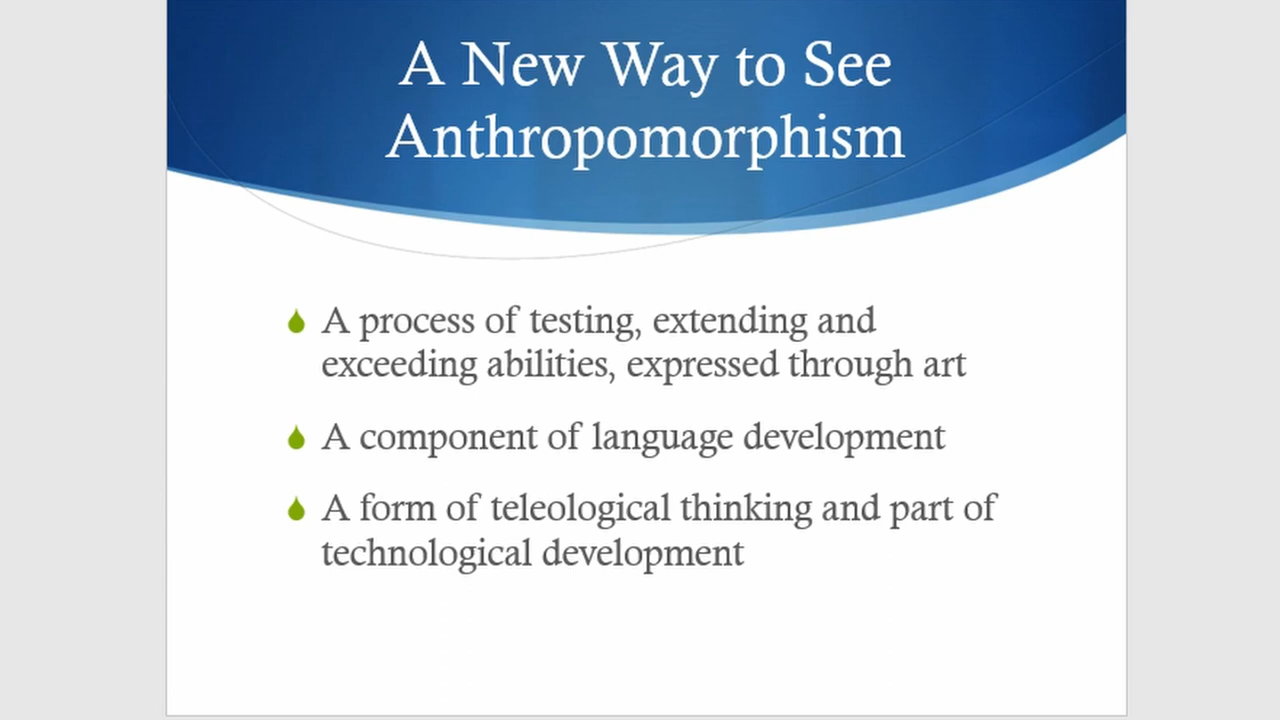 A New Way to See
Anthropomorphism
A process of testing, extending and
exceeding abilities, expressed through art
A component of language development
A form of teleological thinking and part of
technological development